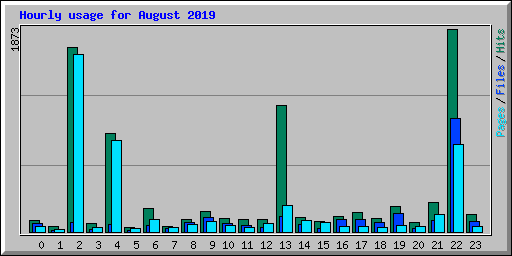 Hourly usage for August 2019
1873
Pages/Files/Hits
0 1 2 3 4 5 6 7 8 9 10 11 12 13 14 15 16 17 18 19 20 21 22 23